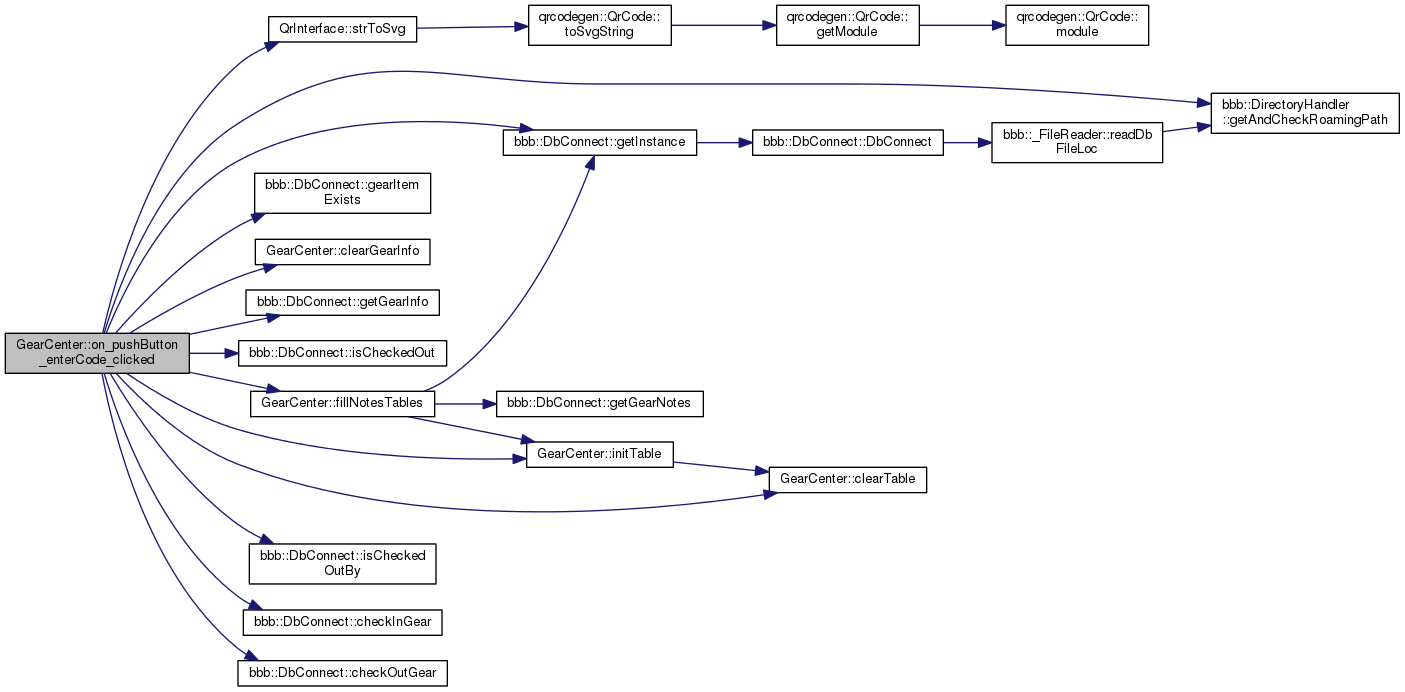 QrInterface::strToSvg
qrcodegen::QrCode::
toSvgString
qrcodegen::QrCode::
getModule
qrcodegen::QrCode::
module
bbb::DirectoryHandler
::getAndCheckRoamingPath
bbb::DbConnect::getInstance
bbb::DbConnect::DbConnect
bbb::_FileReader::readDb
FileLoc
bbb::DbConnect::gearItem
Exists
GearCenter::clearGearInfo
bbb::DbConnect::getGearInfo
GearCenter::on_pushButton
_enterCode_clicked
bbb::DbConnect::isCheckedOut
GearCenter::fillNotesTables
bbb::DbConnect::getGearNotes
GearCenter::initTable
GearCenter::clearTable
bbb::DbConnect::isChecked
OutBy
bbb::DbConnect::checkInGear
bbb::DbConnect::checkOutGear